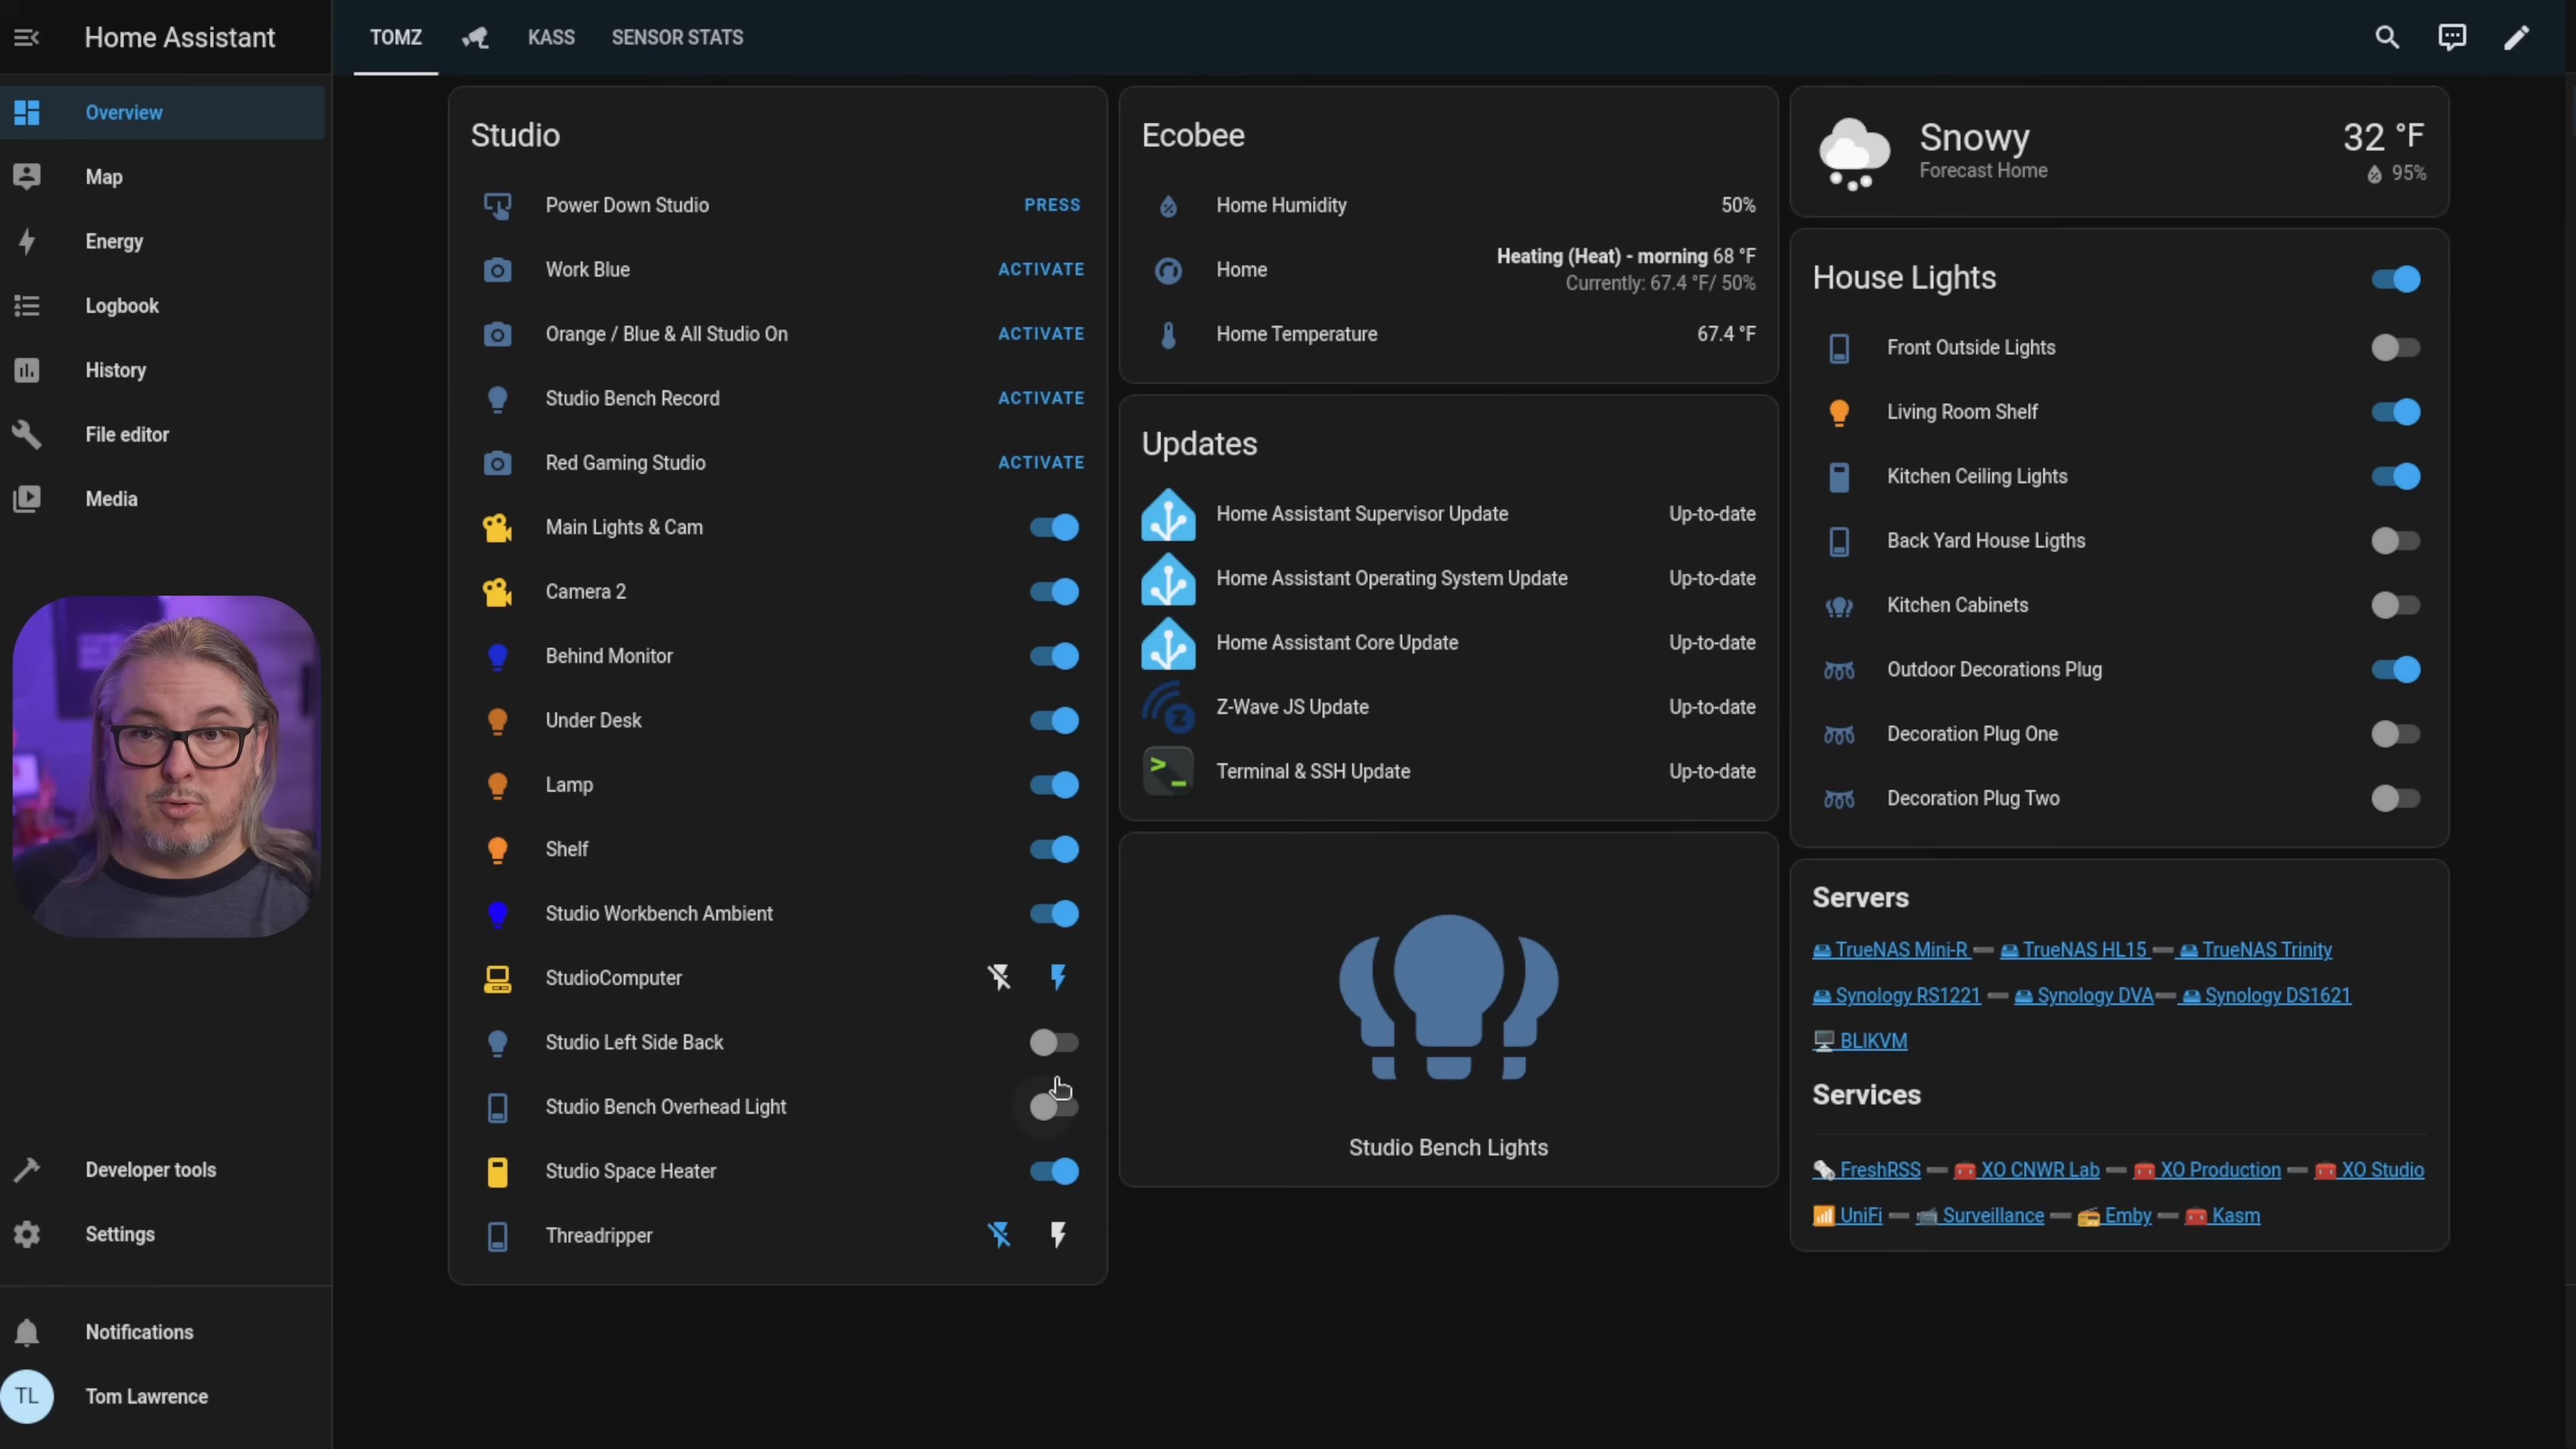 Home Assistant
TOMZ KASS SENSOR STATS
Overview
Map
Energy
Logbook
History
File editor
Media
Developer tools
Settings
Notifications
TL Tom Lawrence
Studio
Power Down Studio PRESS
Work Blue ACTIVATE
Orange / Blue & All Studio On ACTIVATE
Studio Bench Record ACTIVATE
Red Gaming Studio ACTIVATE
Main Lights & Cam
Camera 2
Behind Monitor
Under Desk
Lamp
Shelf
Studio Workbench Ambient
StudioComputer
Studio Left Side Back
Studio Bench Overhead Light
Studio Space Heater
Threadripper
Ecobee
Home Humidity 50%
Home Heating (Heat) - morning 68 °F
Currently: 67.4 °F/ 50%
Home Temperature 67.4 °F
Updates
Home Assistant Supervisor Update Up-to-date
Home Assistant Operating System Update Up-to-date
Home Assistant Core Update Up-to-date
Z-Wave JS Update Up-to-date
Terminal & SSH Update Up-to-date
Studio Bench Lights
Snowy 32 °F
Forecast Home 95%
House Lights
Front Outside Lights
Living Room Shelf
Kitchen Ceiling Lights
Back Yard House Ligths
Kitchen Cabinets
Outdoor Decorations Plug
Decoration Plug One
Decoration Plug Two
Servers
TrueNAS Mini-R — TrueNAS HL15 — TrueNAS Trinity
Synology RS1221 — Synology DVA — Synology DS1621
BLIKVM
Services
FreshRSS — XO CNWR Lab — XO Production — XO Studio
UniFi — Surveillance — Emby — Kasm